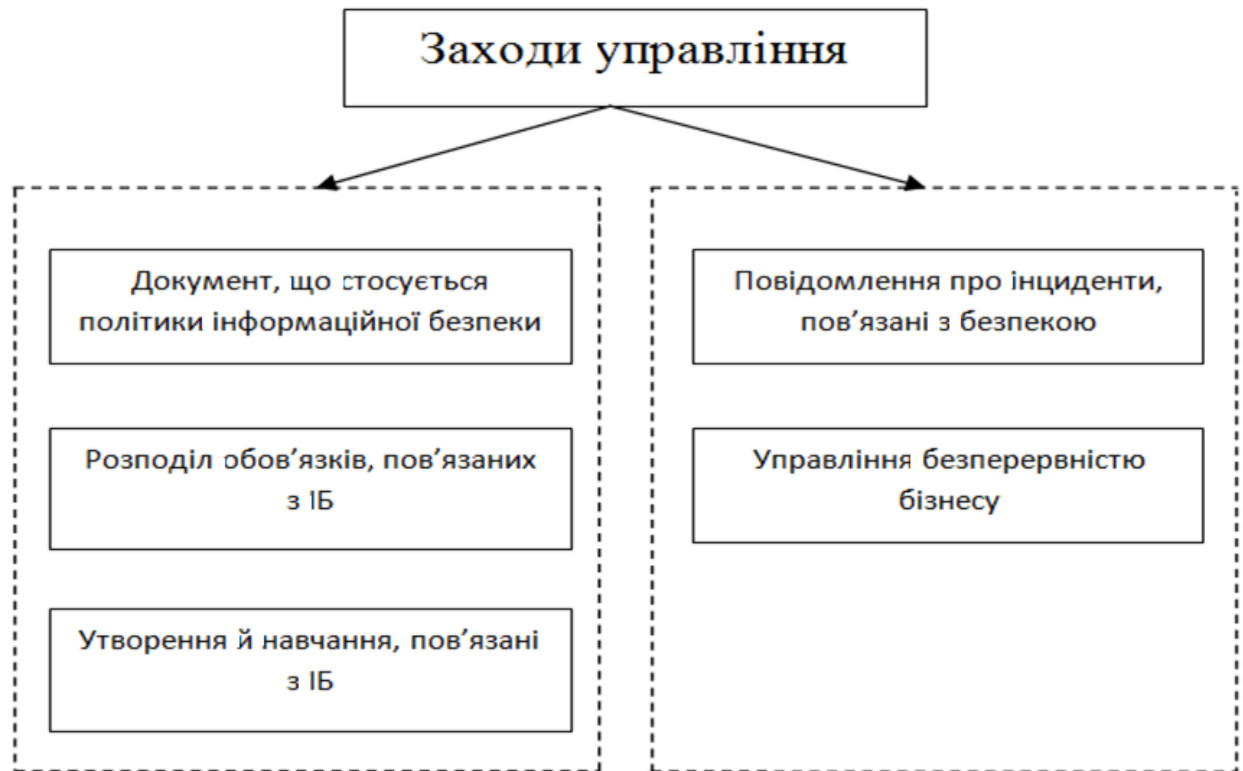 Заходи управління
Документ, що стосується
політики інформаційної безпеки
Розподіл обов’язків, пов’язаних
з ІБ
Утворення й навчання, пов’язані
з ІБ
Повідомлення про інциденти,
пов’язані з безпекою
Управління безперервністю
бізнесу